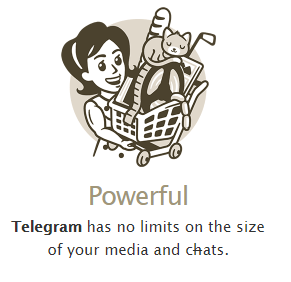 Powerful
Telegram has no limits on the size
of your media and chats.